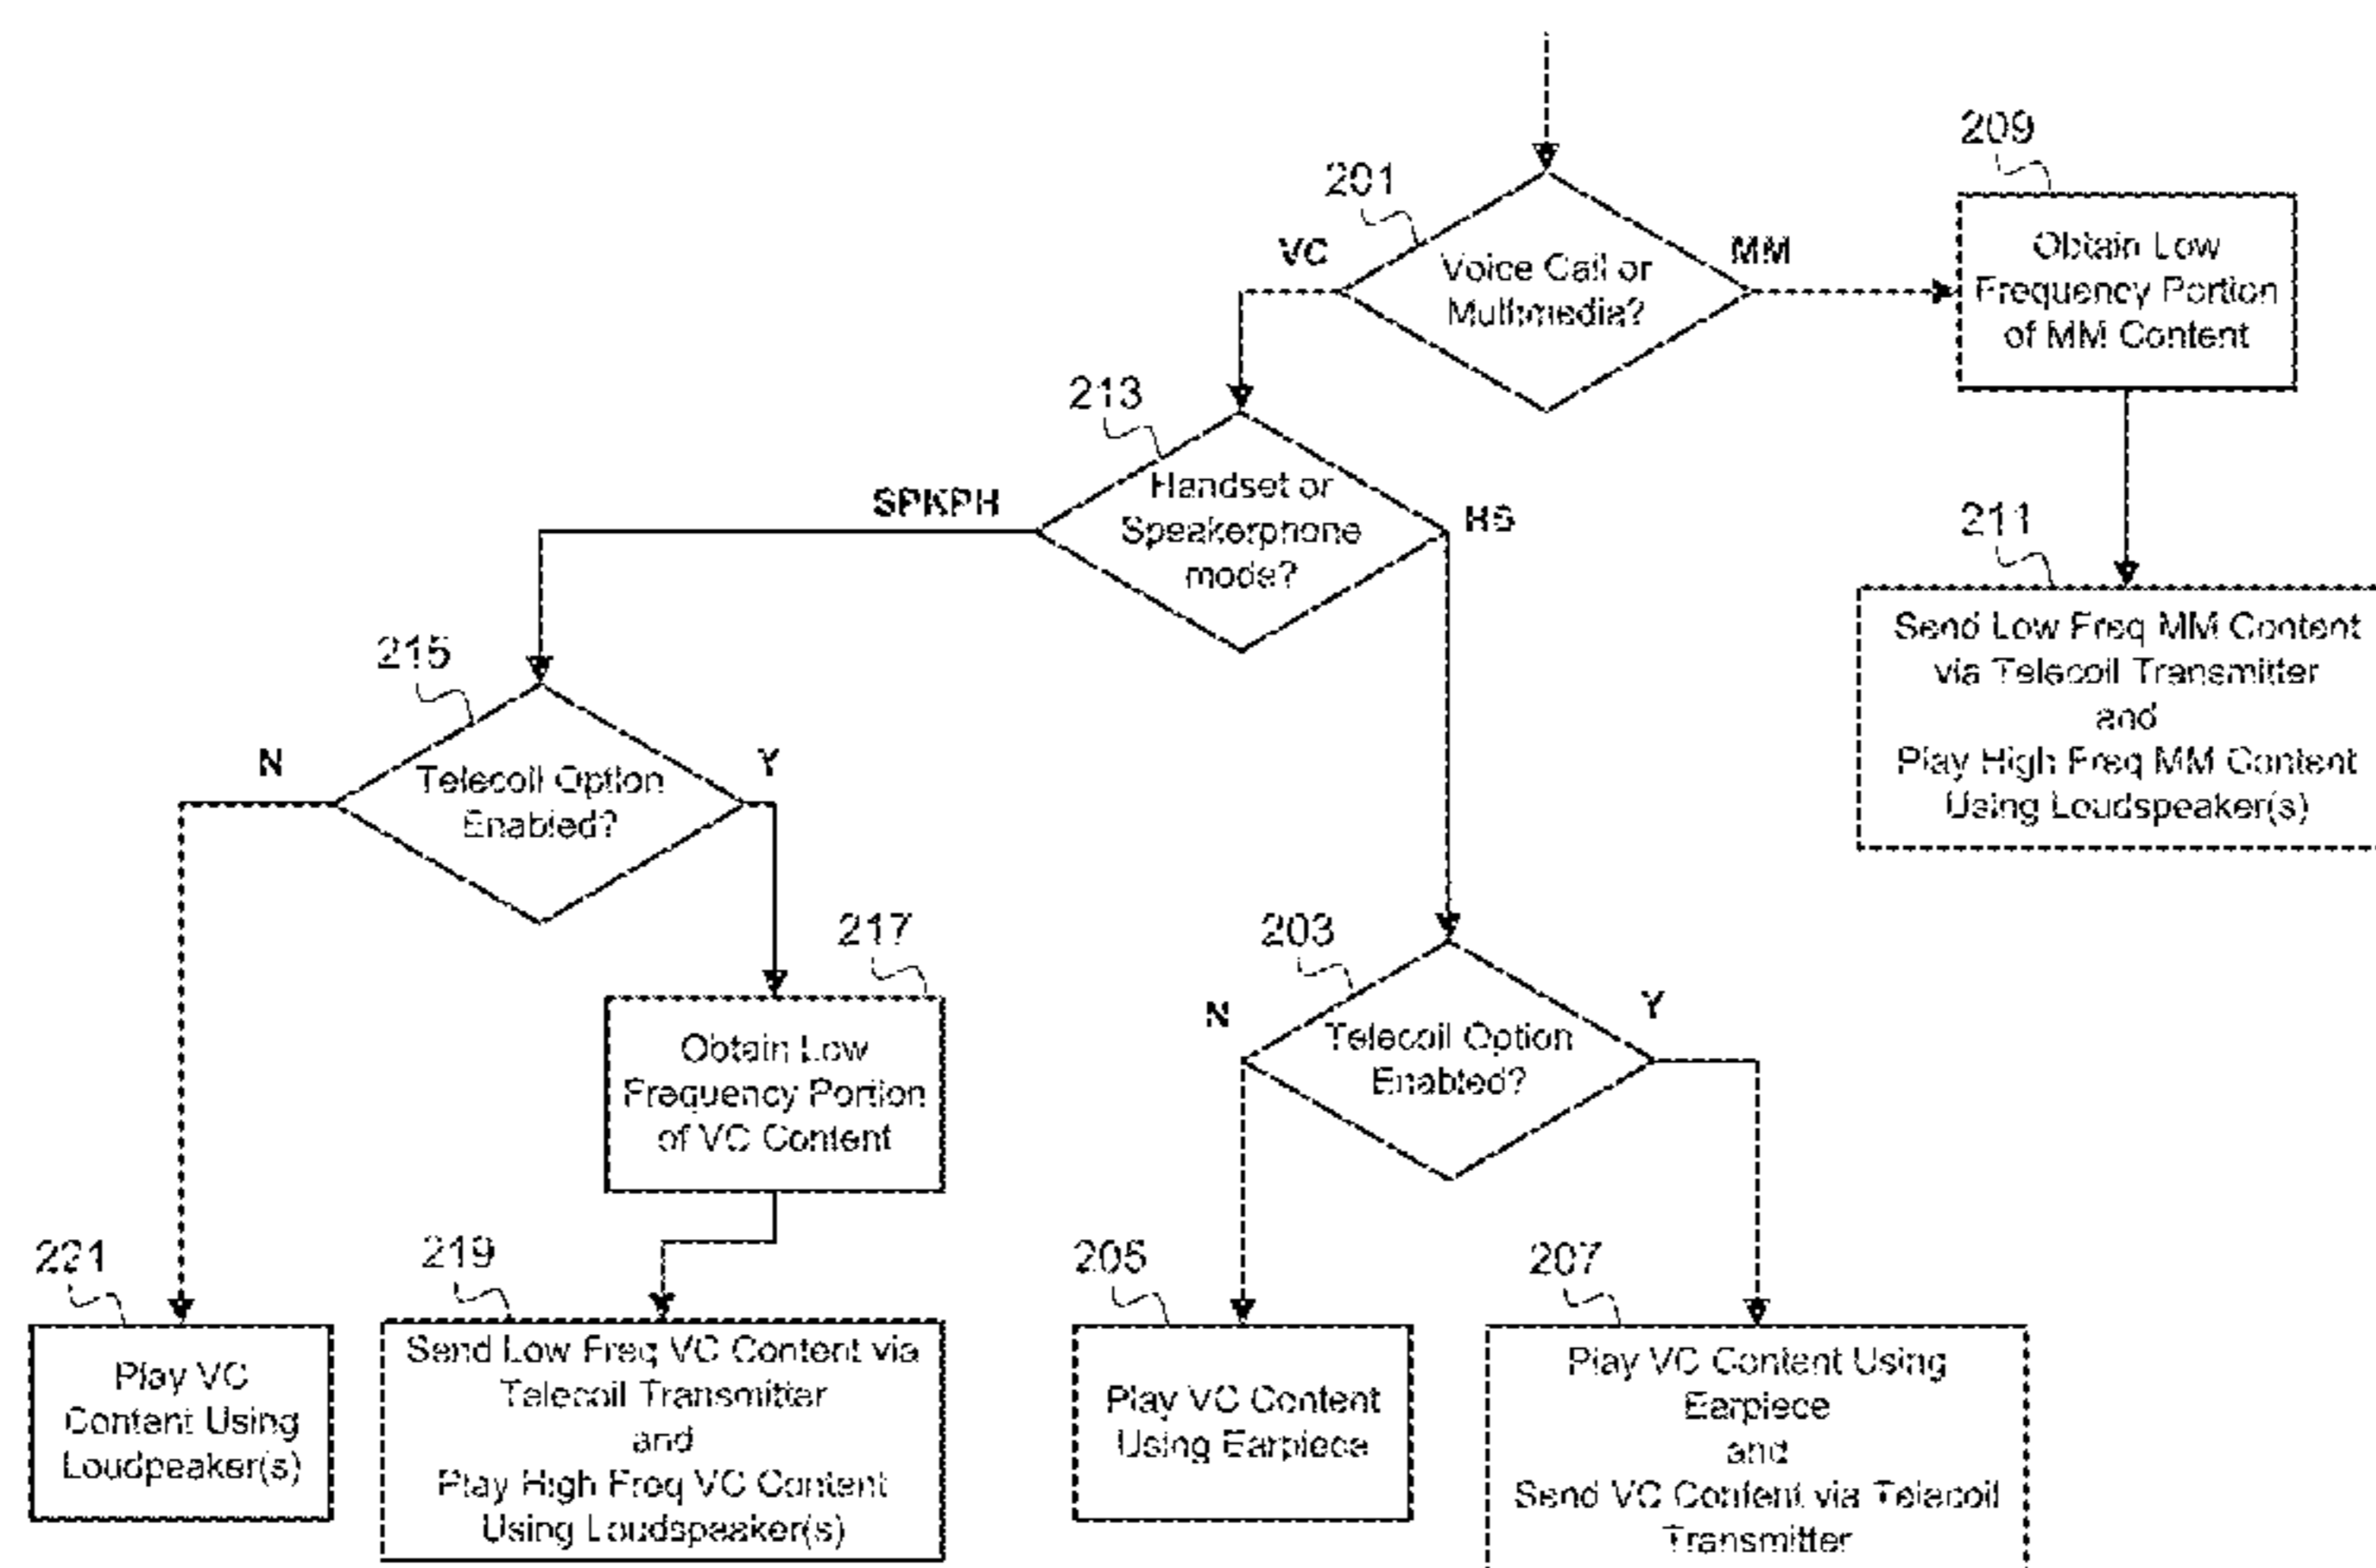 209
201
VC
MM
Voice Call or
Multimedia?
Obtain Low
Frequency Portion
of MM Content
213
SPKPH
HS
Handset or
Speakerphone
mode?
211
Send Low Freq MM Content
via Telecoil Transmitter
and
Play High Freq MM Content
Using Loudspeaker(s)
215
N
Y
Telecoil Option
Enabled?
217
Obtain Low
Frequency Portion
of VC Content
203
N
Y
Telecoil Option
Enabled?
221
Play VC
Content Using
Loudpeaker(s)
219
Send Low Freq VC Content via
Telecoil Transmitter
and
Play High Freq VC Content
Using Loudspeaker(s)
205
Play VC Content
Using Earpiece
207
Play VC Content Using
Earpiece
and
Send VC Content via Telecoil
Transmitter